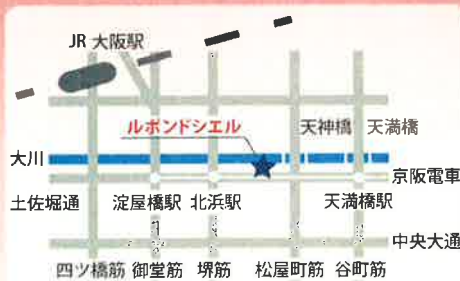 JR 大阪駅
ルポンドシエル
天神橋 天満橋
大川
京阪電車
土佐堀通 淀屋橋駅 北浜駅 天満橋駅
中央大通
四ツ橋筋 御堂筋 堺筋 松屋町筋 谷町筋